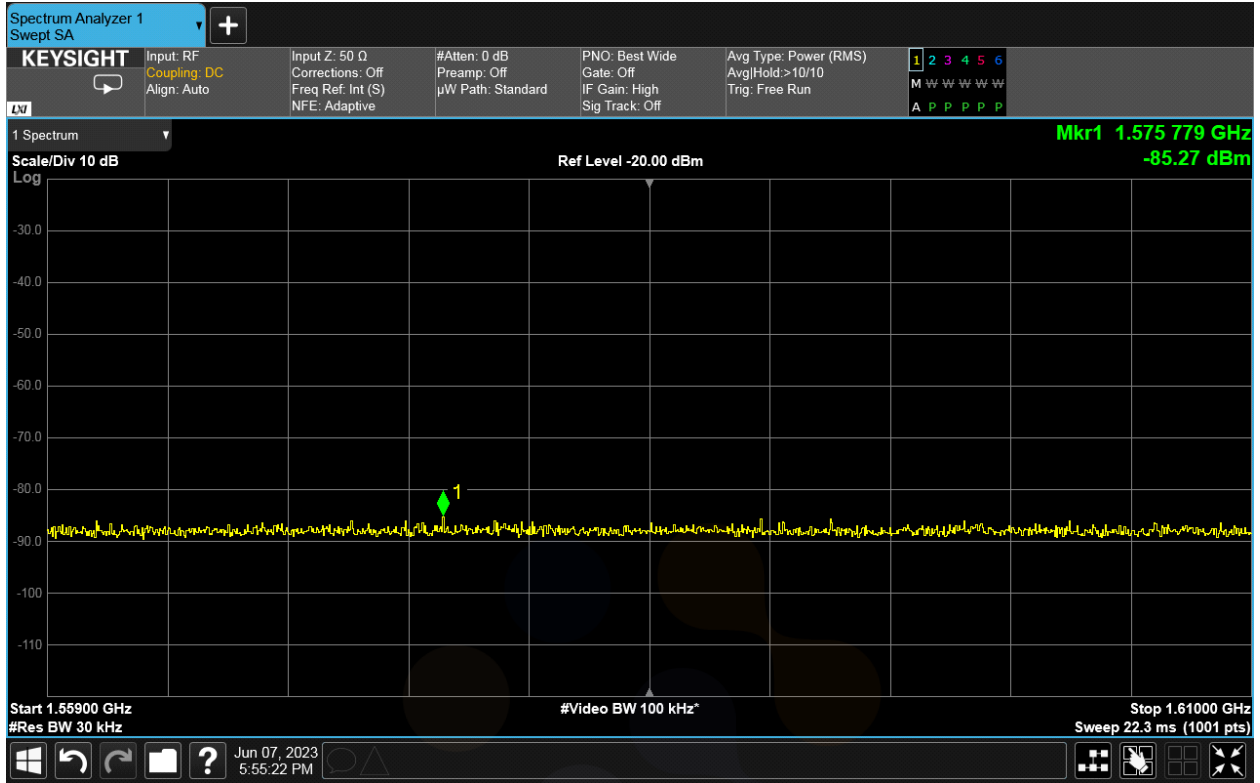 Spectrum Analyzer 1
Swept SA
KEYSIGHT
LXI
Input: RF
Coupling: DC
Align: Auto
Input Z: 50 Ω
Corrections: Off
Freq Ref: Int (S)
NFE: Adaptive
#Atten: 0 dB
Preamp: Off
µW Path: Standard
PNO: Best Wide
Gate: Off
IF Gain: High
Sig Track: Off
Avg Type: Power (RMS)
Avg|Hold:>10/10
Trig: Free Run
1 2 3 4 5 6
M W W W W W
A P P P P P
1 Spectrum
Mkr1 1.575 779 GHz
-85.27 dBm
Scale/Div 10 dB
Ref Level -20.00 dBm
Log
-30.0
-40.0
-50.0
-60.0
-70.0
-80.0
1
-90.0
-100
-110
Start 1.55900 GHz
#Video BW 100 kHz*
Stop 1.61000 GHz
#Res BW 30 kHz
Sweep 22.3 ms (1001 pts)
?
Jun 07, 2023
5:55:22 PM